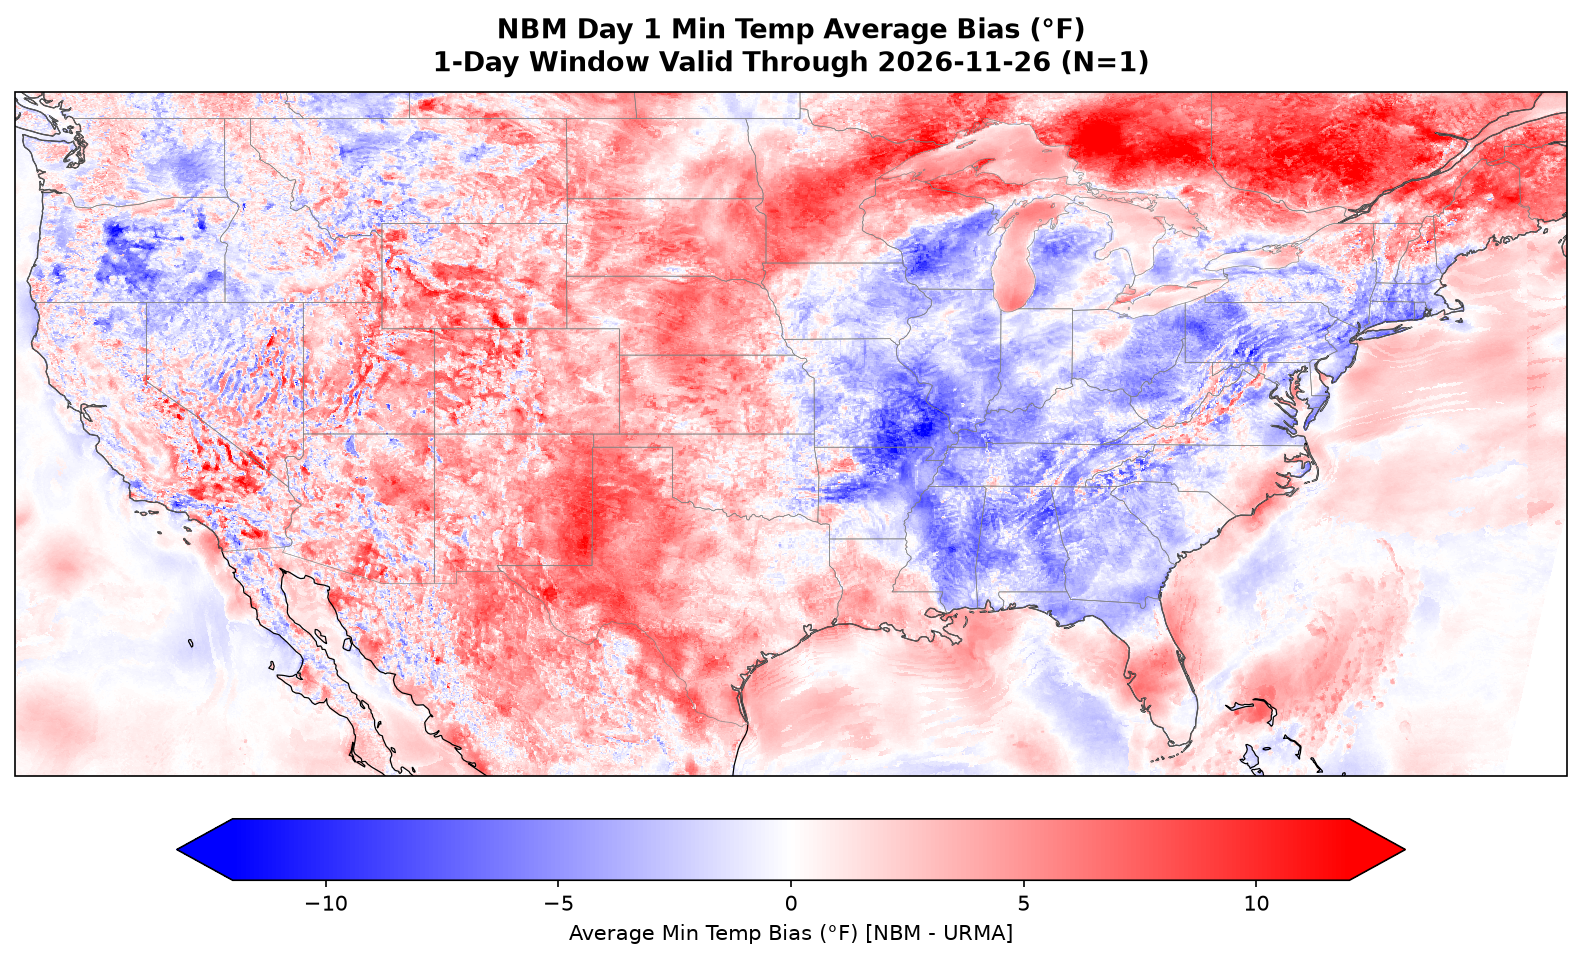 NBM Day 1 Min Temp Average Bias (°F)
1-Day Window Valid Through 2026-11-26 (N=1)
−10 −5 0 5 10
Average Min Temp Bias (°F) [NBM - URMA]